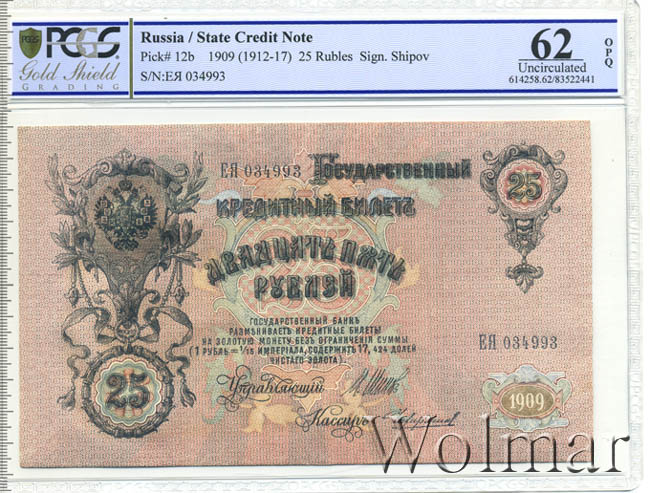 PCGS
Gold Shield
GRADING
Russia / State Credit Note
Pick# 12b 1909 (1912-17) 25 Rubles Sign. Shipov
S/N:ЕЯ 034993
62
Uncirculated
614258.62/83522441
OPQ
ЕЯ 034993 Государственный
25
КРЕДИТНЫЙ БИЛЕТЪ
ДВАДЦАТЬ ПЯТЬ
РУБЛЕЙ
ГОСУДАРСТВЕННЫЙ БАНКЪ
РАЗМѢНИВАЕТЪ КРЕДИТНЫЕ БИЛЕТЫ
НА ЗОЛОТУЮ МОНЕТУ БЕЗЪ ОГРАНИЧЕНІЯ СУММЫ
(1 РУБЛЬ = 1/15 ИМПЕРІАЛА, СОДЕРЖИТЪ 17,424 ДОЛЕЙ
ЧИСТАГО ЗОЛОТА).
ЕЯ 034993
25
Управляющій
Кассиръ
1909
Wolmar